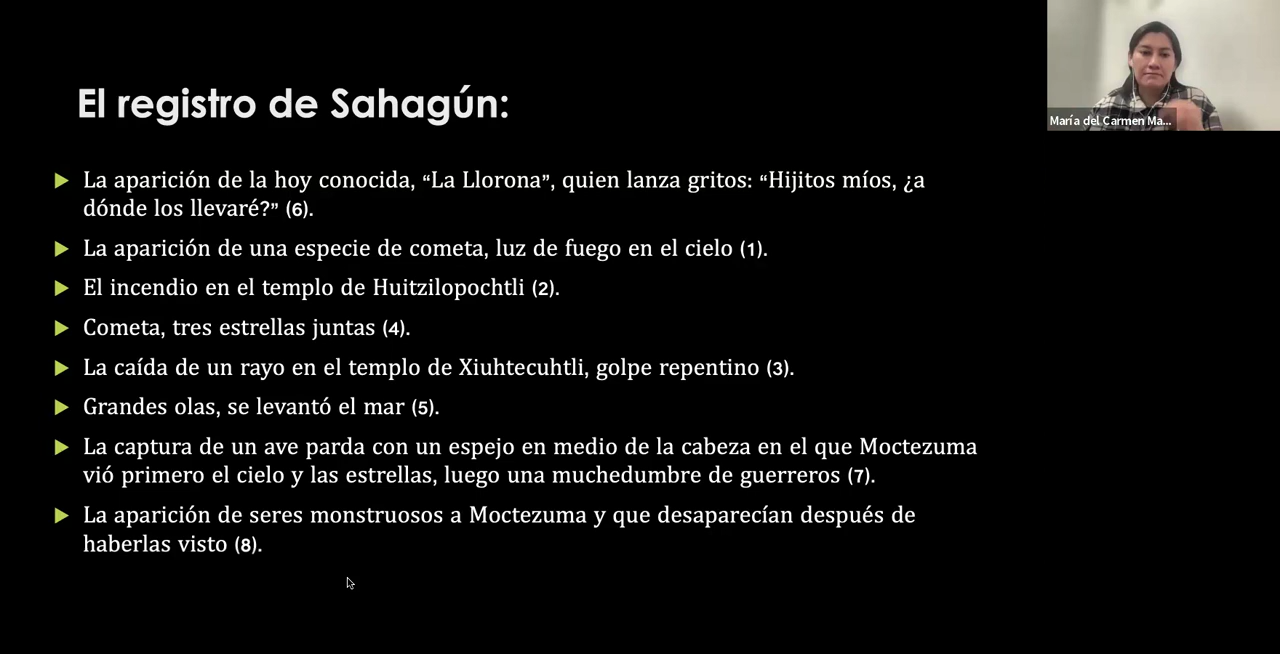 El registro de Sahagún:
La aparición de la hoy conocida, “La Llorona”, quien lanza gritos: “Hijitos míos, ¿a
dónde los llevaré?” (6).
La aparición de una especie de cometa, luz de fuego en el cielo (1).
El incendio en el templo de Huitzilopochtli (2).
Cometa, tres estrellas juntas (4).
La caída de un rayo en el templo de Xiuhtecuhtli, golpe repentino (3).
Grandes olas, se levantó el mar (5).
La captura de un ave parda con un espejo en medio de la cabeza en el que Moctezuma
vió primero el cielo y las estrellas, luego una muchedumbre de guerreros (7).
La aparición de seres monstruosos a Moctezuma y que desaparecían después de
haberlas visto (8).
María del Carmen Ma...